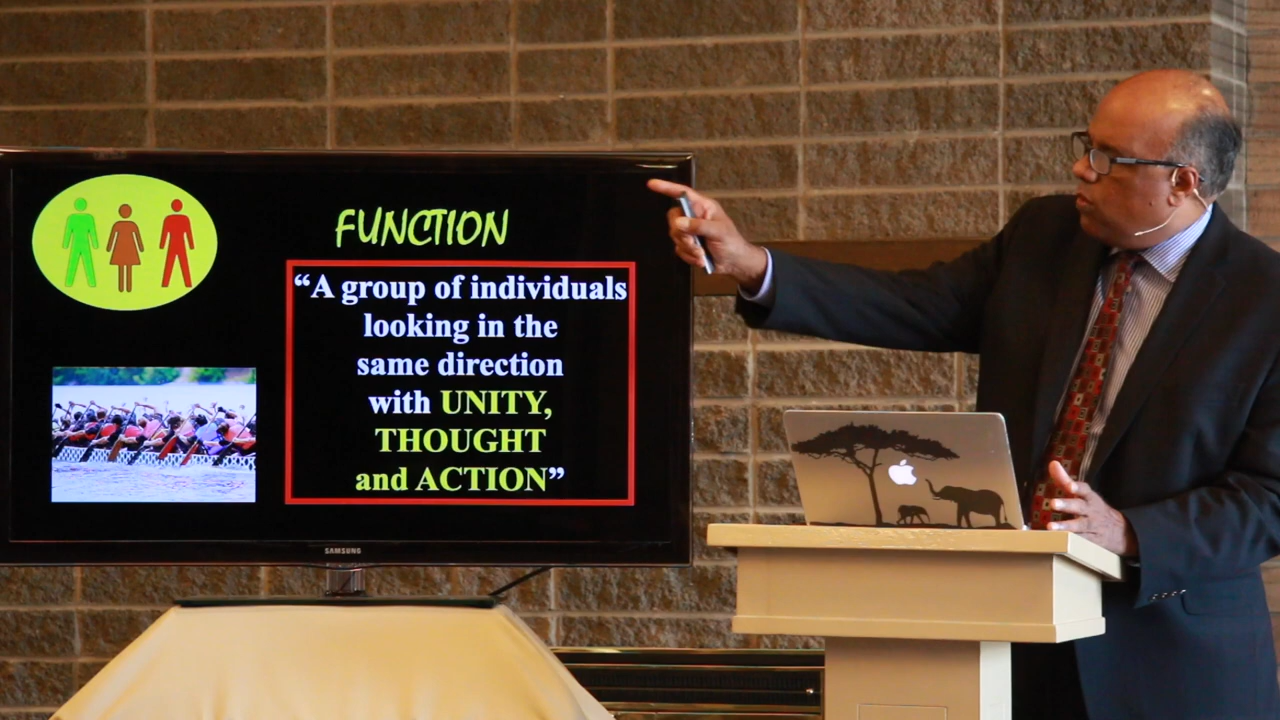 FUNCTION
“A group of individuals
looking in the
same direction
with UNITY,
THOUGHT
and ACTION”
SAMSUNG